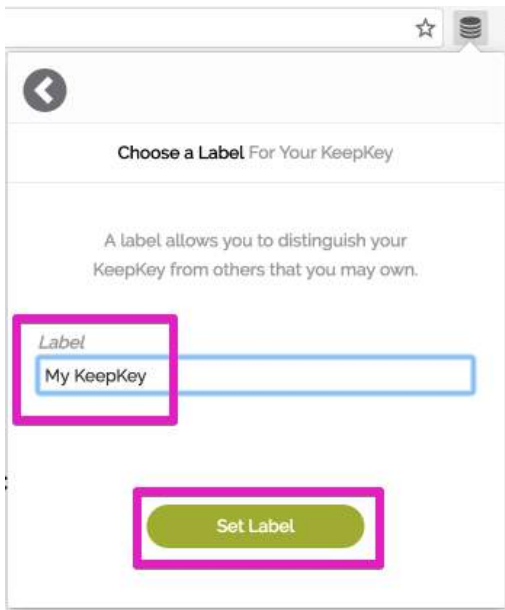 Choose a Label For Your KeepKey
A label allows you to distinguish your
KeepKey from others that you may own.
Label
My KeepKey
Set Label